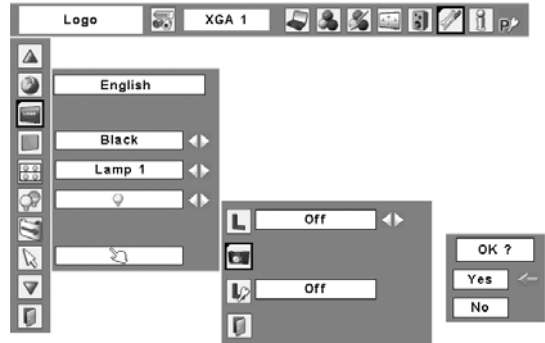 Logo XGA 1
English
Black
Lamp 1
Off
Off
OK ?
Yes
No